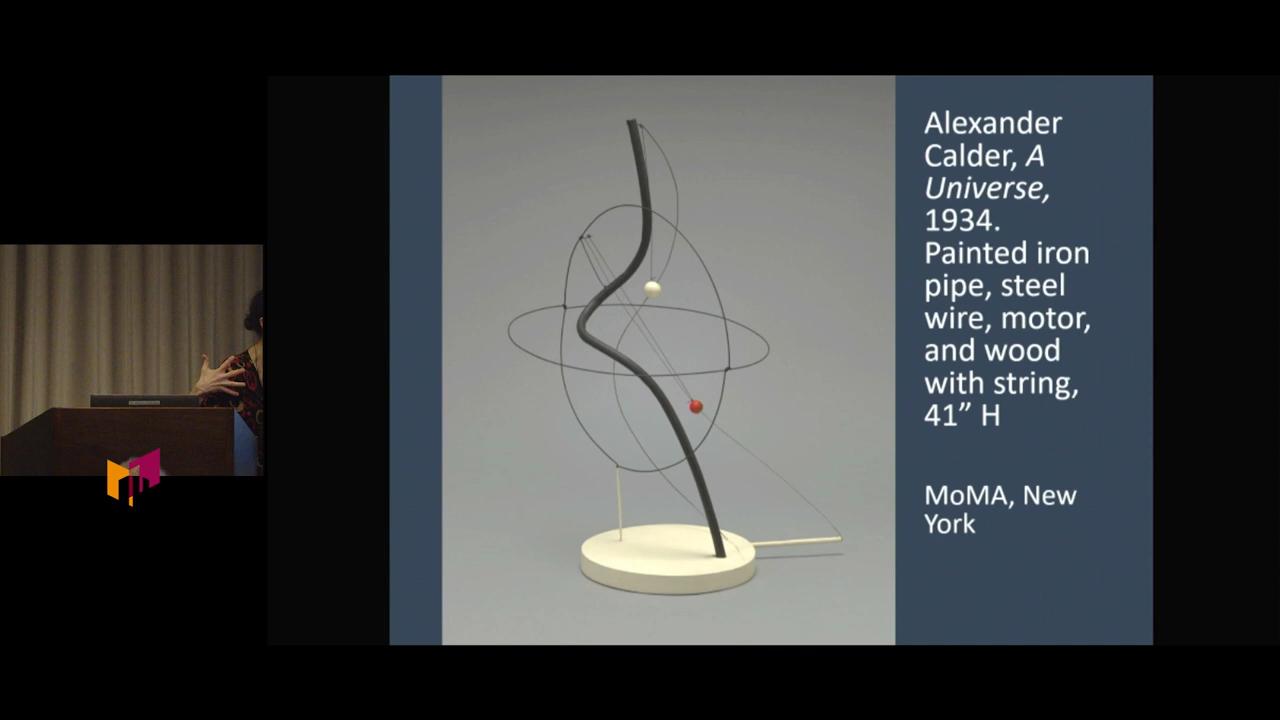 Alexander
Calder, A
Universe,
1934.
Painted iron
pipe, steel
wire, motor,
and wood
with string,
41” H
MoMA, New
York